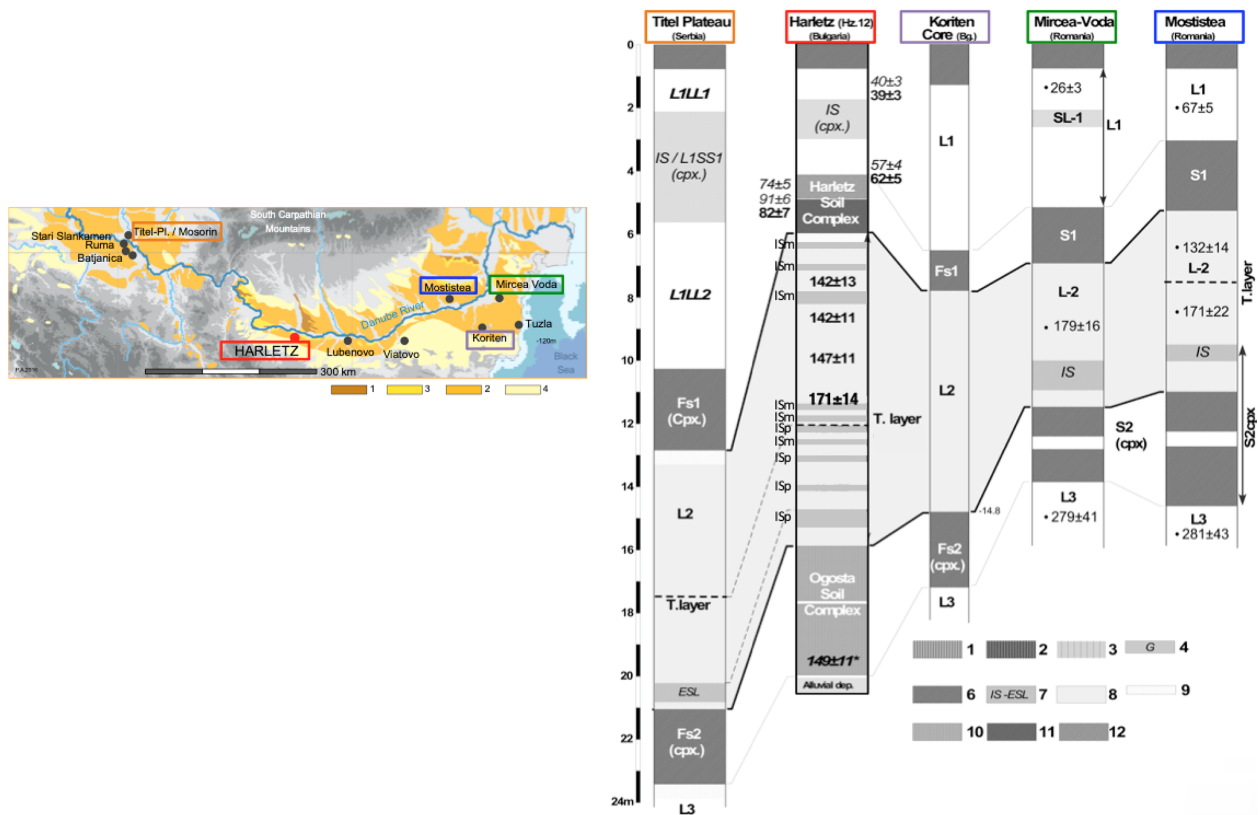 South Carpathian
Mountains
Stari Slankamen
Titel-Pl. / Mosorin
Ruma
Batjanica
Mostistea
Mircea Voda
Danube River
Tuzla
Koriten
-120m
HARLETZ
Lubenovo
Viatovo
Black
Sea
300 km
1
3
2
4
Titel Plateau
(Serbia)
Harletz (Hz.12)
(Bulgaria)
Koriten
Core (Bg.)
Mircea-Voda
(Romania)
Mostistea
(Romania)
0
2
4
6
8
10
12
14
16
18
20
22
24m
L1LL1
IS / L1SS1
(cpx.)
L1LL2
Fs1
(Cpx.)
L2
T.layer
ESL
Fs2
(cpx.)
L3
40±3
39±3
IS
(cpx.)
57±4
62±5
74±5
91±6
82±7
Harletz
Soil
Complex
ISm
ISm
142±13
ISm
142±11
147±11
171±14
ISm
ISm
T. layer
ISp
ISm
ISp
ISp
ISp
Ogosta
Soil
Complex
149±11*
Alluvial dep.
L1
Fs1
L2
-14.8
Fs2
(cpx.)
L3
26±3
SL-1
L1
S1
L-2
179±16
IS
S2
(cpx)
L3
279±41
L1
67±5
S1
132±14
L-2
T.layer
171±22
IS
S2cpx
L3
281±43
1
2
3
G 4
6
IS -ESL 7
8
9
10
11
12